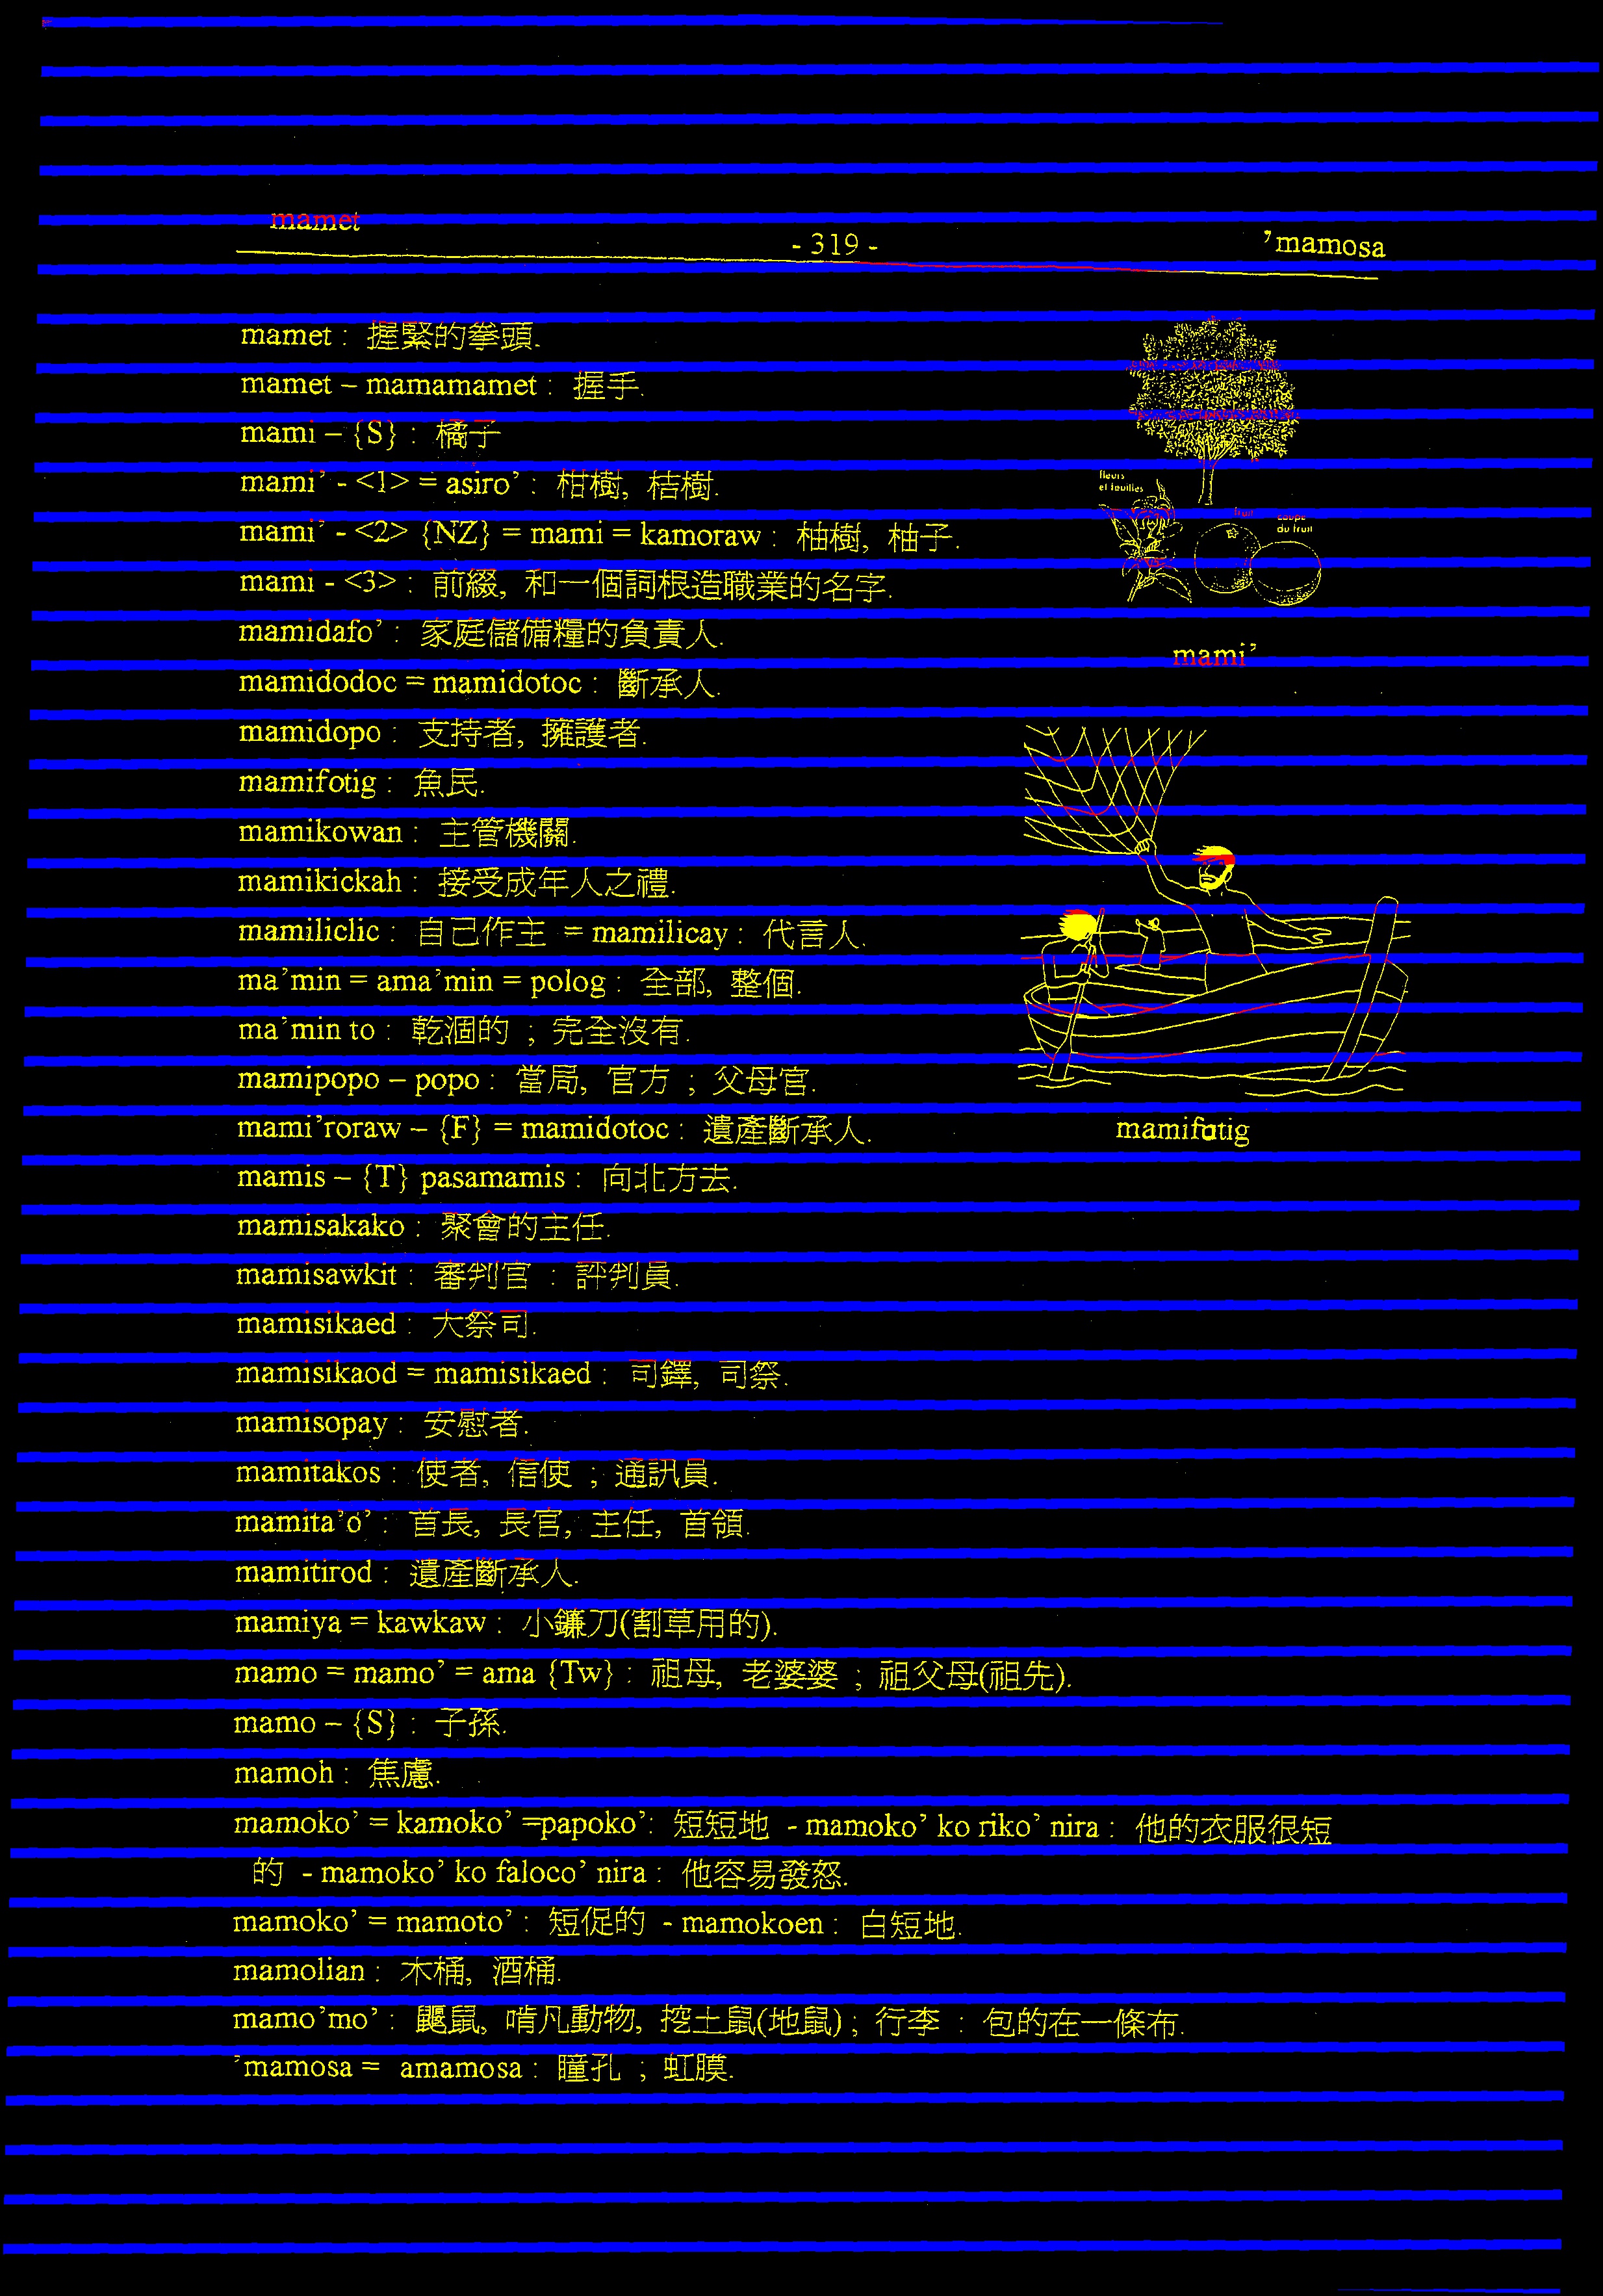 mamet
- 319 -
’mamosa
mamet : 握緊的拳頭.
mamet – mamamamet : 握手.
mami – {S} : 橘子
mami’ - <1> = asiro’ : 柑樹, 桔樹.
mami’ - <2> {NZ} = mami = kamoraw : 柚樹, 柚子.
mami - <3> : 前綴, 和一個詞根造職業的名字.
mamidafo’ : 家庭儲備糧的負責人.
mamidodoc = mamidotoc : 斷承人.
mamidopo : 支持者, 擁護者.
mamifotig : 魚民.
mamikowan : 主管機關.
mamikickah : 接受成年人之禮.
mamiliclic : 自己作主 = mamilicay : 代言人.
ma’min = ama’min = polog : 全部, 整個.
ma’min to : 乾涸的 ; 完全沒有.
mamipopo – popo : 當局, 官方 ; 父母官.
mami’roraw – {F} = mamidotoc : 遺產斷承人.
mamis – {T} pasamamis : 向北方去.
mamisakako : 聚會的主任.
mamisawkit : 審判官 : 評判員.
mamisikaed : 大祭司.
mamisikaod = mamisikaed : 司鐸, 司祭.
mamisopay : 安慰者.
mamitakos : 使者, 信使 ; 通訊員.
mamita’o’ : 首長, 長官, 主任, 首領.
mamitirod : 遺產斷承人.
mamiya = kawkaw : 小鐮刀(割草用的).
mamo = mamo’ = ama {Tw} : 祖母, 老婆婆 ; 祖父母(祖先).
mamo – {S} : 子孫.
mamoh : 焦慮.
mamoko’ = kamoko’ =papoko’: 短短地 - mamoko’ ko riko’ nira : 他的衣服很短
的 - mamoko’ ko faloco’ nira : 他容易發怒.
mamoko’ = mamoto’ : 短促的 - mamokoen : 白短地.
mamolian : 木桶, 酒桶.
mamo’mo’ : 鼴鼠, 啃凡動物, 挖土鼠(地鼠) ; 行李 : 包的在一條布.
’mamosa = amamosa : 瞳孔 ; 虹膜.
fleurs
et feuilles
fruit
coupe
du fruit
mami’
mamifotig